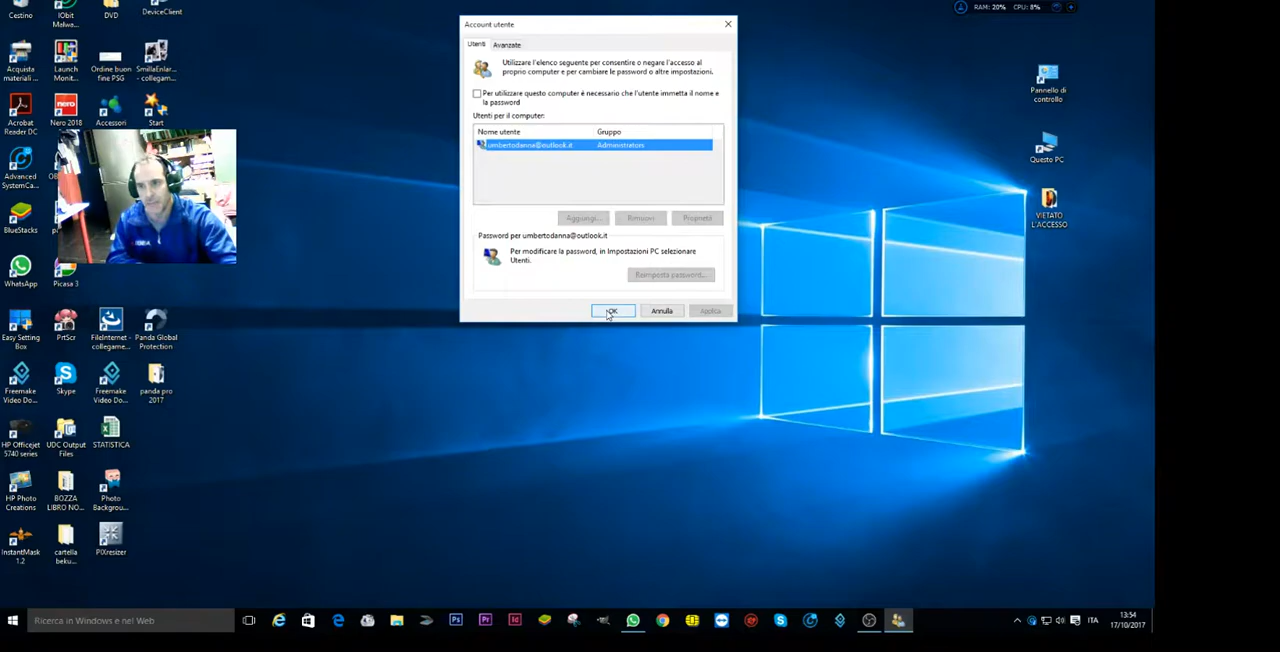 Cestino
IObit
Malwa...
DVD
DeviceClient
RAM: 20%
CPU: 8%
Acquista
materiali ...
Launch
Monit...
Ordine buon
fine PSG
SmillaEnlar...
- collegam...
Acrobat
Reader DC
Nero 2018
Accessori
Start
Advanced
SystemCa...
BlueStacks
WhatsApp
Picasa 3
Easy Setting
Box
PrtScr
FileInternet -
collegame...
Panda Global
Protection
Freemake
Video Do...
Skype
Freemake
Video Do...
panda pro
2017
HP Officejet
5740 series
UDC Output
Files
STATISTICA
HP Photo
Creations
BOZZA
LIBRO NO...
Photo
Backgrou...
InstantMask
1.2
cartella
beku...
PIXresizer
Account utente
Utenti
Avanzate
Utilizzare l'elenco seguente per consentire o negare l'accesso al
proprio computer e per cambiare le password o altre impostazioni.
Per utilizzare questo computer è necessario che l'utente immetta il nome e
la password
Utenti per il computer:
Nome utente
Gruppo
umbertodanna@outlook.it
Administrators
Aggiungi...
Rimuovi
Proprietà
Password per umbertodanna@outlook.it
Per modificare la password, in Impostazioni PC selezionare
Utenti.
Reimposta password...
OK
Annulla
Applica
Pannello di
controllo
Questo PC
VIETATO
L'ACCESSO
Ricerca in Windows e nel Web
Ps
Pr
Id
ITA
13:54
17/10/2017